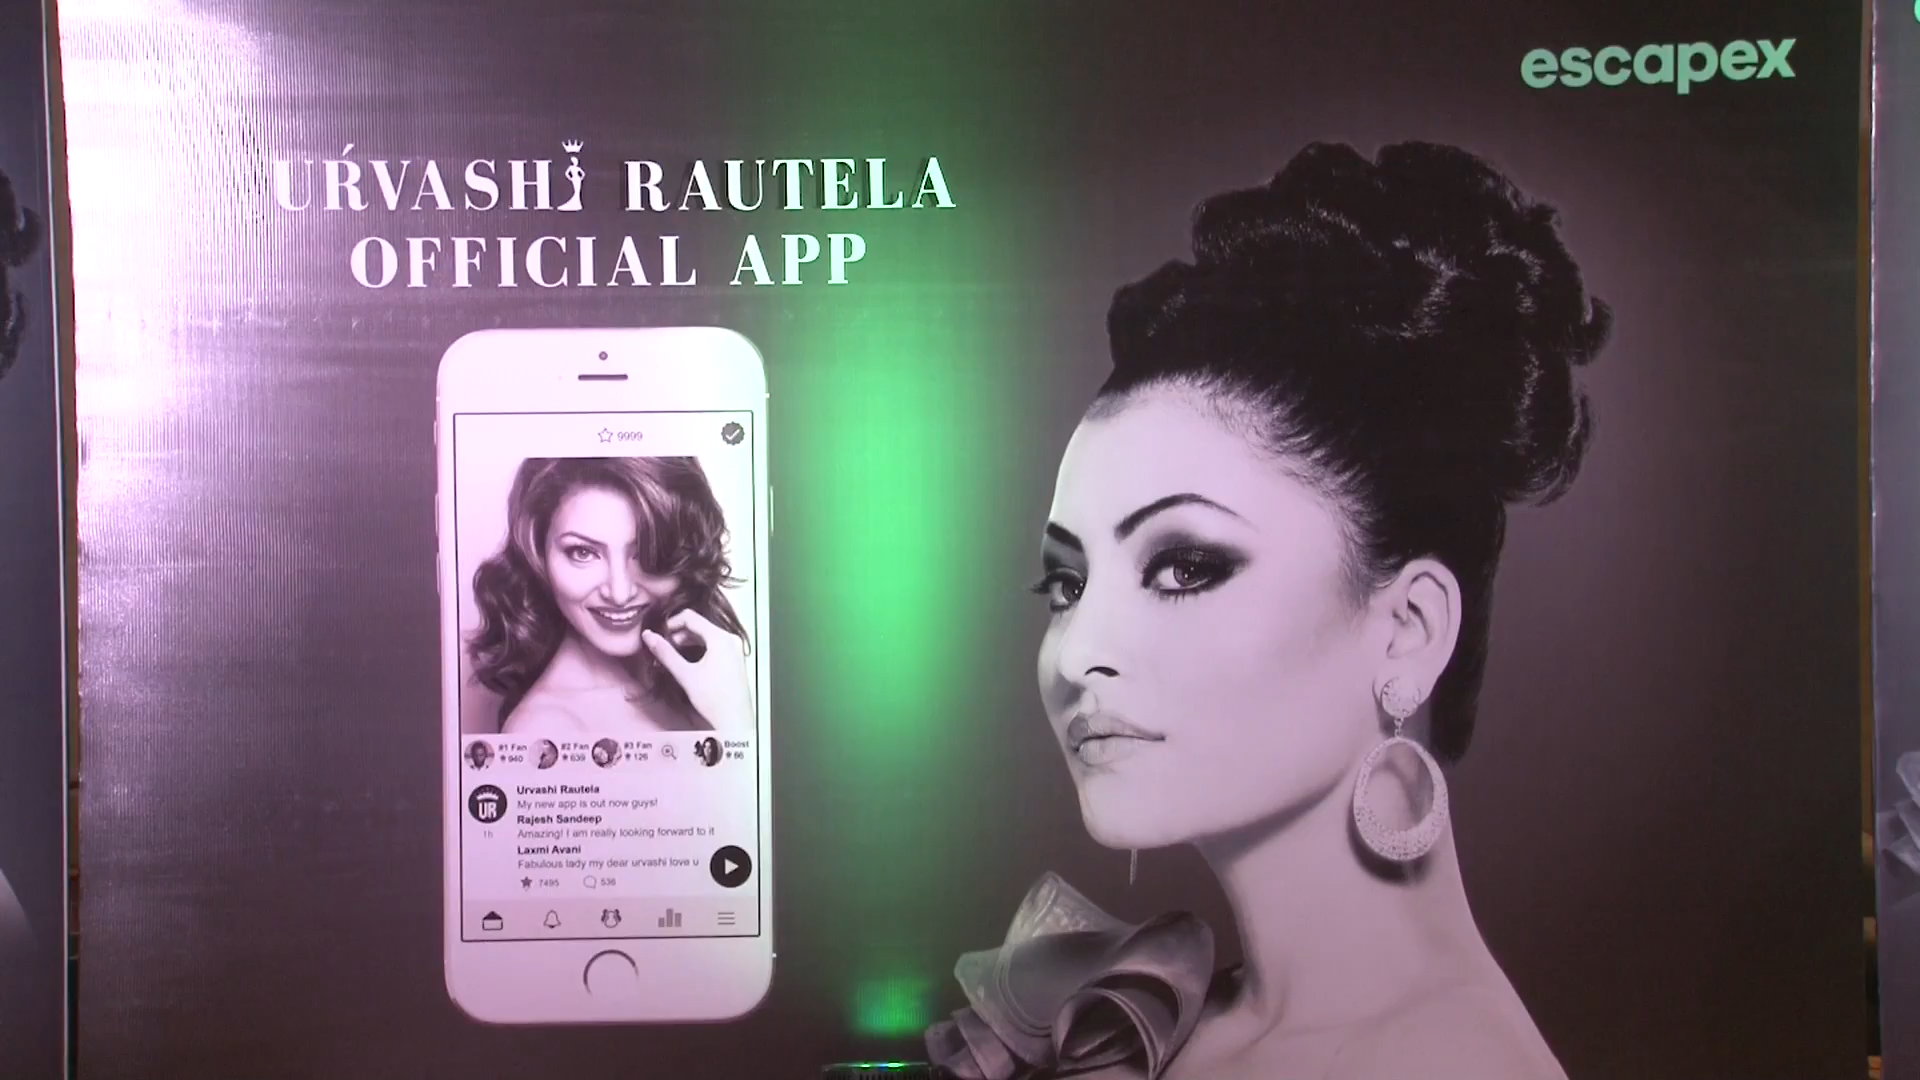 escapex
URVASHI RAUTELA
OFFICIAL APP
9999
#1 Fan
940
#2 Fan
639
#3 Fan
126
Boost
66
UR
1h
Urvashi Rautela
My new app is out now guys!
Rajesh Sandeep
Amazing! I am really looking forward to it
Laxmi Avani
Fabulous lady my dear urvashi love u
7495
536